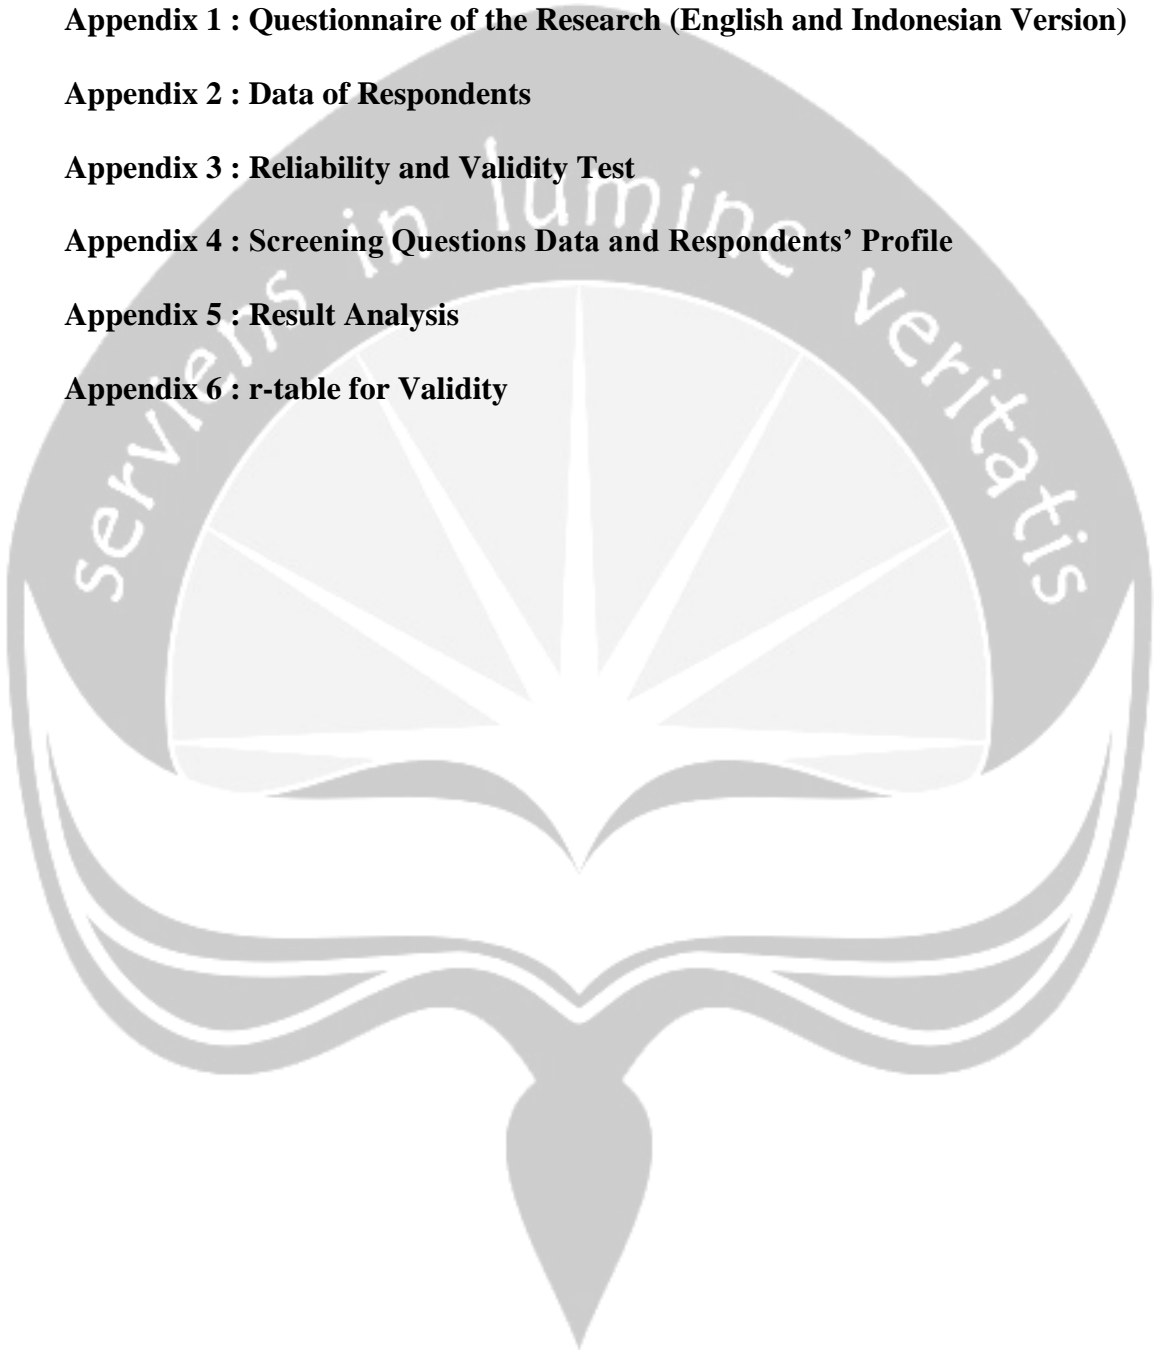 Appendix 1 : Questionnaire of the Research (English and Indonesian Version)
Appendix 2 : Data of Respondents
Appendix 3 : Reliability and Validity Test
Appendix 4 : Screening Questions Data and Respondents’ Profile
Appendix 5 : Result Analysis
Appendix 6 : r-table for Validity
serviens in lumine veritatis